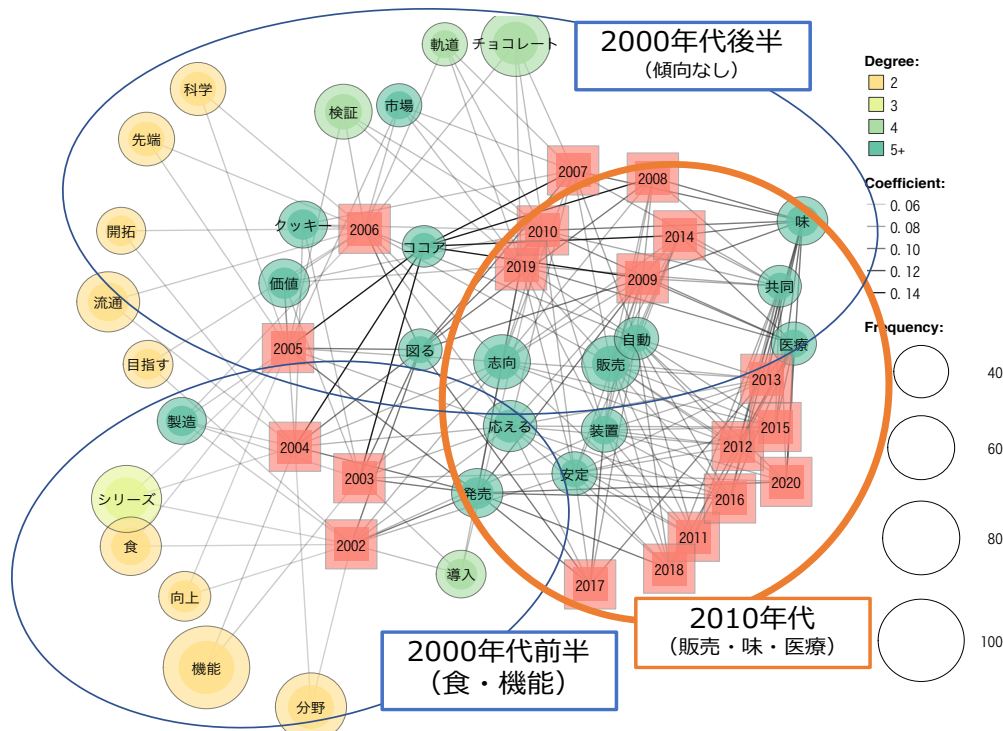 軌道
チョコレート
2000年代後半
（傾向なし）
科学
検証
市場
先端
2007
2008
クッキー
2006
ココア
2010
2014
味
開拓
2019
2009
価値
共同
流通
2005
図る
志向
自動
販売
医療
目指す
2013
製造
応える
装置
2015
2004
2012
シリーズ
2003
発売
安定
2020
2016
食
2002
2011
向上
導入
2017
2018
機能
分野
2010年代
（販売・味・医療）
2000年代前半
（食・機能）
Degree:
2
3
4
5+
Coefficient:
0. 06
0. 08
0. 10
0. 12
0. 14
Frequency:
40
60
80
100